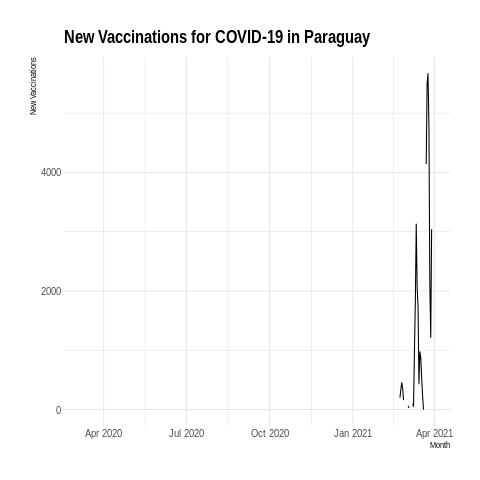 New Vaccinations for COVID-19 in Paraguay
New Vaccinations
4000
2000
0
Apr 2020 Jul 2020 Oct 2020 Jan 2021 Apr 2021
Month